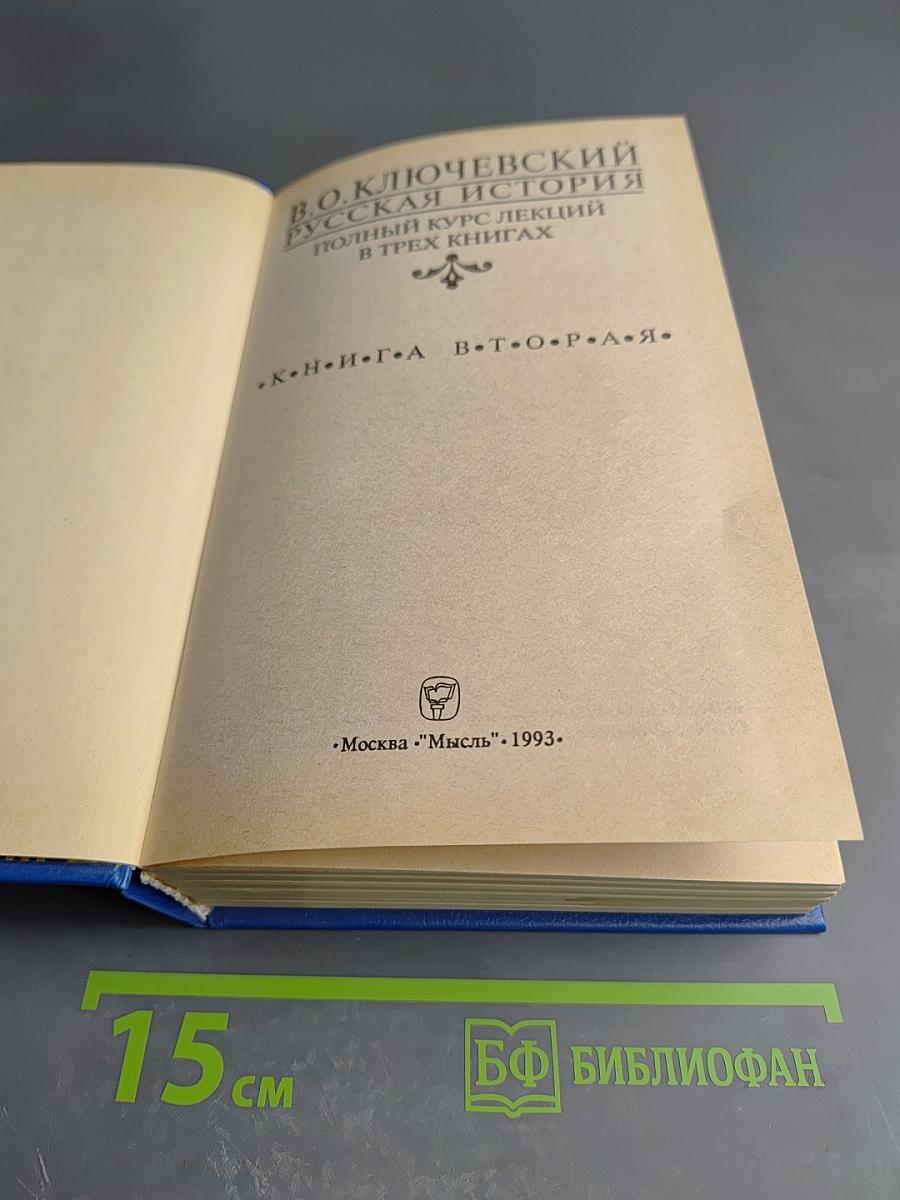 В.О.КЛЮЧЕВСКИЙ
РУССКАЯ ИСТОРИЯ
ПОЛНЫЙ КУРС ЛЕКЦИЙ
В ТРЕХ КНИГАХ
•К•Н•И•Г•А В•Т•О•Р•А•Я•
•Москва•"Мысль"•1993•
15 см
БФ БИБЛИОФАН